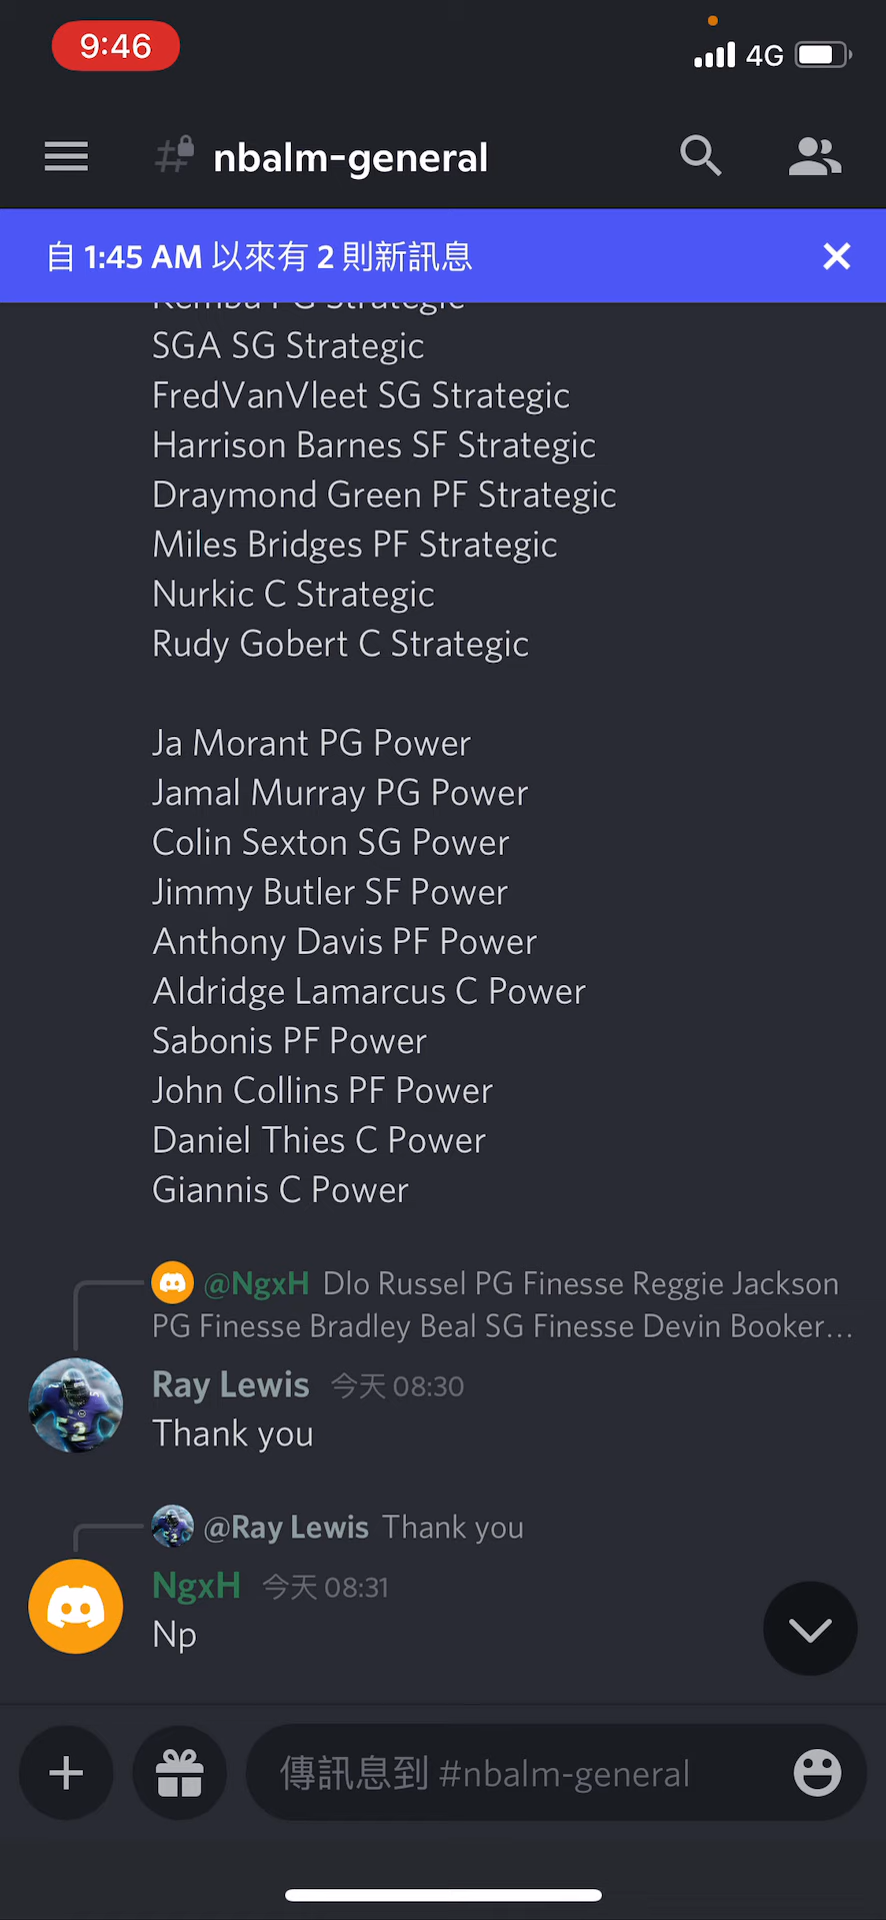 9:46
4G
nbalm-general
自 1:45 AM 以來有 2 則新訊息
Kemba PG Strategic
SGA SG Strategic
FredVanVleet SG Strategic
Harrison Barnes SF Strategic
Draymond Green PF Strategic
Miles Bridges PF Strategic
Nurkic C Strategic
Rudy Gobert C Strategic
Ja Morant PG Power
Jamal Murray PG Power
Colin Sexton SG Power
Jimmy Butler SF Power
Anthony Davis PF Power
Aldridge Lamarcus C Power
Sabonis PF Power
John Collins PF Power
Daniel Thies C Power
Giannis C Power
@NgxH Dlo Russel PG Finesse Reggie Jackson
PG Finesse Bradley Beal SG Finesse Devin Booker...
Ray Lewis 今天 08:30
Thank you
@Ray Lewis Thank you
NgxH 今天 08:31
Np
傳訊息到 #nbalm-general